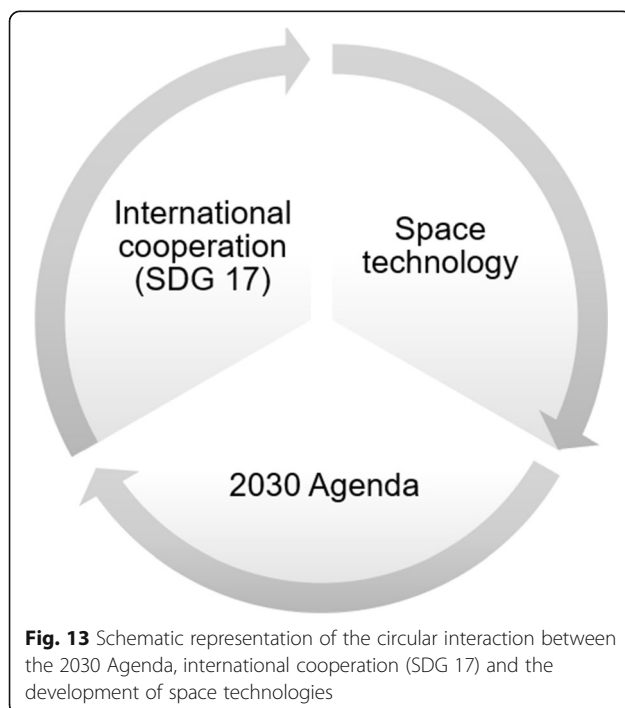 International
cooperation
(SDG 17)
Space
technology
2030 Agenda
Fig. 13 Schematic representation of the circular interaction between
the 2030 Agenda, international cooperation (SDG 17) and the
development of space technologies